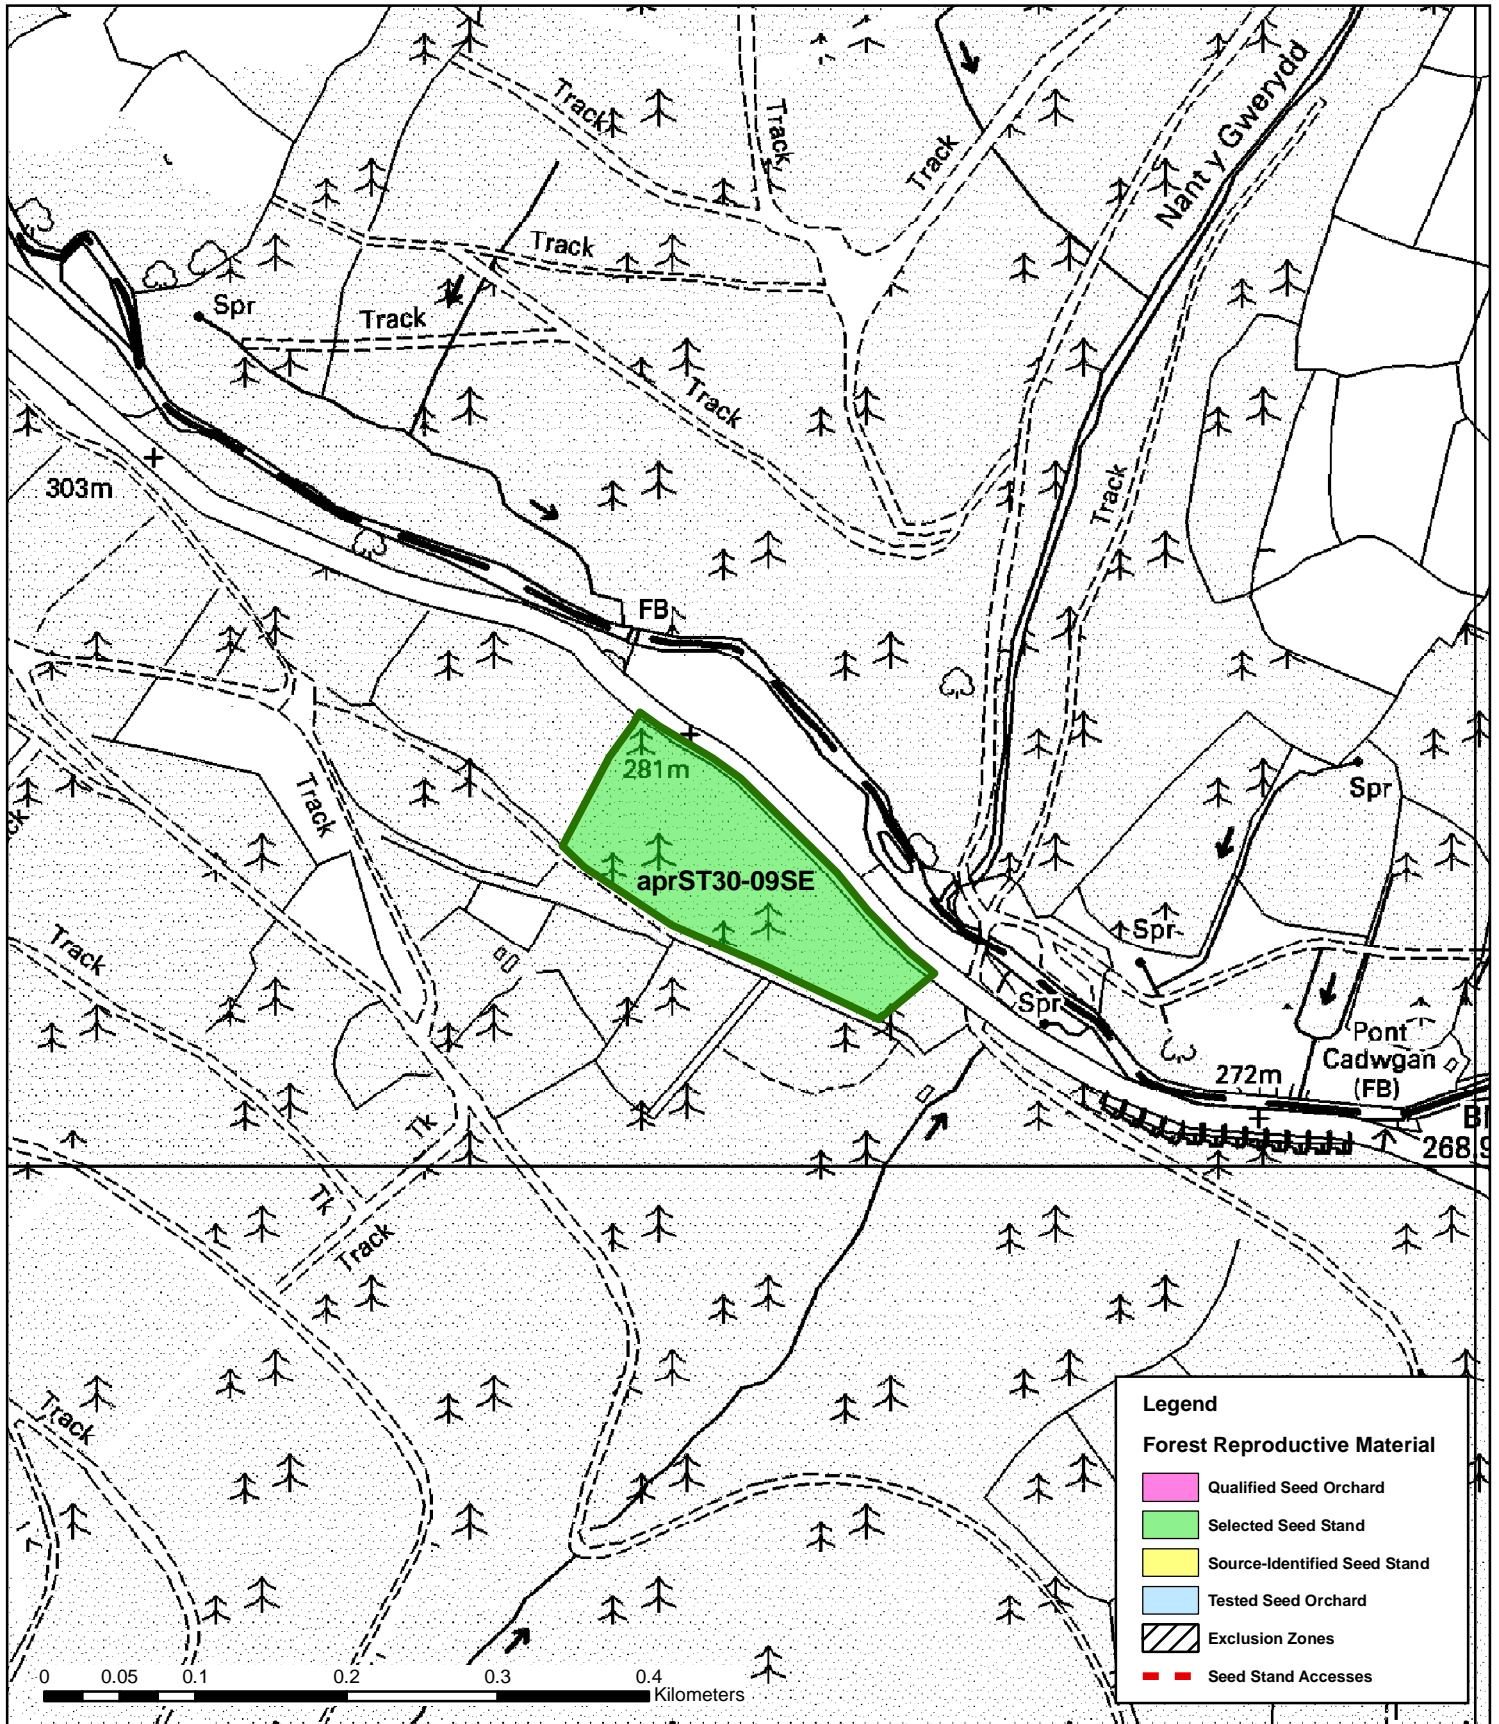 Track
Track
Track
Nant y Gwerydd
Track
Spr
Track
Track
303m
Track
FB
281m
Track
Spr
aprST30-09SE
Track
Spr
Spr
Pont
Cadwgan
(FB)
272m
268.9
Tk
Tk
Track
Track
Legend
Forest Reproductive Material
Qualified Seed Orchard
Selected Seed Stand
Source-Identified Seed Stand
Tested Seed Orchard
Exclusion Zones
Seed Stand Accesses
0 0.05 0.1 0.2 0.3 0.4
Kilometers